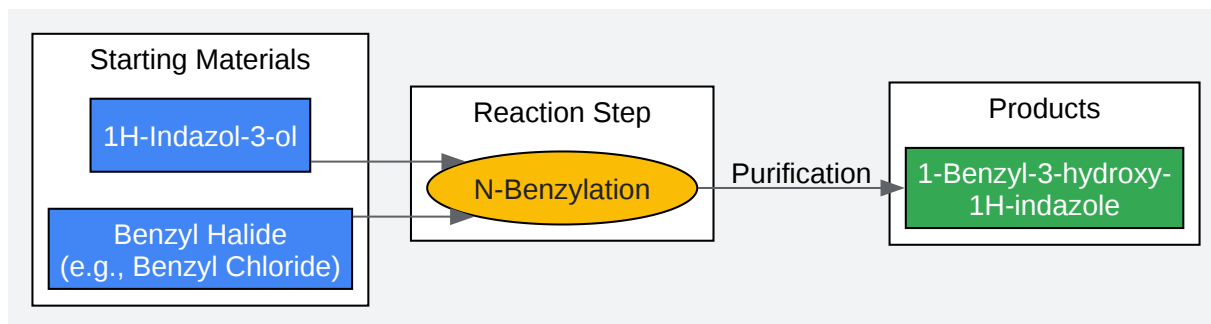 Starting Materials
1H-Indazol-3-ol
Benzyl Halide
(e.g., Benzyl Chloride)
Reaction Step
N-Benzylation
Purification
Products
1-Benzyl-3-hydroxy-
1H-indazole